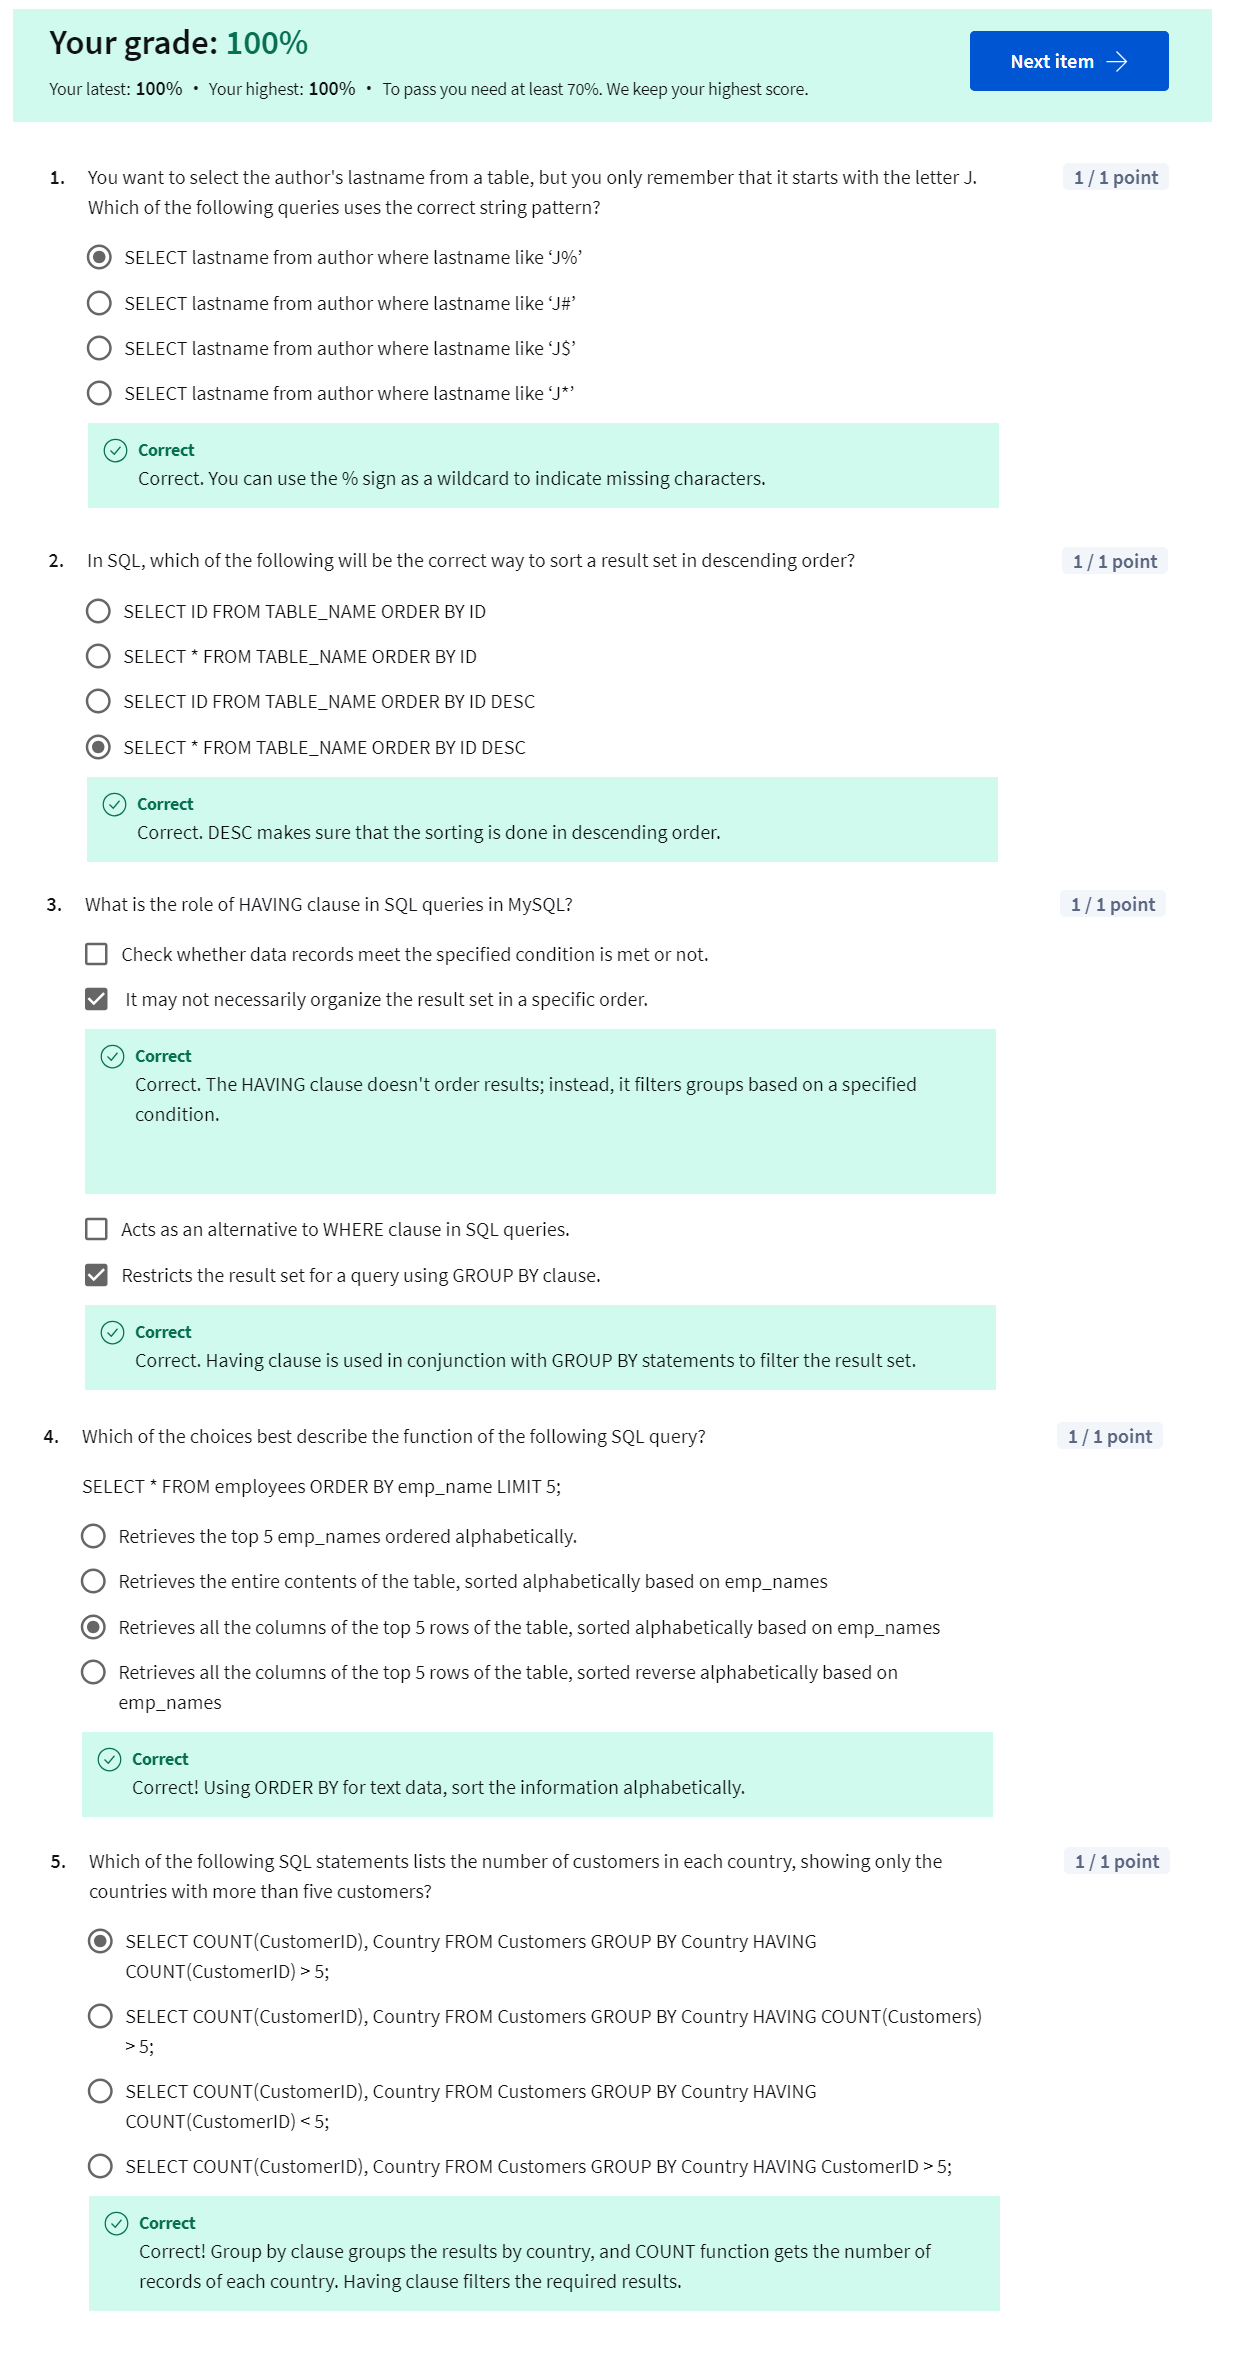 Your grade: 100%
Next item →
Your latest: 100% • Your highest: 100% • To pass you need at least 70%. We keep your highest score.
1. You want to select the author's lastname from a table, but you only remember that it starts with the letter J.
1 / 1 point
Which of the following queries uses the correct string pattern?
SELECT lastname from author where lastname like ‘J%’
SELECT lastname from author where lastname like ‘J#’
SELECT lastname from author where lastname like ‘J$’
SELECT lastname from author where lastname like ‘J*’
Correct
Correct. You can use the % sign as a wildcard to indicate missing characters.
2. In SQL, which of the following will be the correct way to sort a result set in descending order?
1 / 1 point
SELECT ID FROM TABLE_NAME ORDER BY ID
SELECT * FROM TABLE_NAME ORDER BY ID
SELECT ID FROM TABLE_NAME ORDER BY ID DESC
SELECT * FROM TABLE_NAME ORDER BY ID DESC
Correct
Correct. DESC makes sure that the sorting is done in descending order.
3. What is the role of HAVING clause in SQL queries in MySQL?
1 / 1 point
Check whether data records meet the specified condition is met or not.
It may not necessarily organize the result set in a specific order.
Correct
Correct. The HAVING clause doesn't order results; instead, it filters groups based on a specified
condition.
Acts as an alternative to WHERE clause in SQL queries.
Restricts the result set for a query using GROUP BY clause.
Correct
Correct. Having clause is used in conjunction with GROUP BY statements to filter the result set.
4. Which of the choices best describe the function of the following SQL query?
1 / 1 point
SELECT * FROM employees ORDER BY emp_name LIMIT 5;
Retrieves the top 5 emp_names ordered alphabetically.
Retrieves the entire contents of the table, sorted alphabetically based on emp_names
Retrieves all the columns of the top 5 rows of the table, sorted alphabetically based on emp_names
Retrieves all the columns of the top 5 rows of the table, sorted reverse alphabetically based on
emp_names
Correct
Correct! Using ORDER BY for text data, sort the information alphabetically.
5. Which of the following SQL statements lists the number of customers in each country, showing only the
1 / 1 point
countries with more than five customers?
SELECT COUNT(CustomerID), Country FROM Customers GROUP BY Country HAVING
COUNT(CustomerID) > 5;
SELECT COUNT(CustomerID), Country FROM Customers GROUP BY Country HAVING COUNT(Customers)
> 5;
SELECT COUNT(CustomerID), Country FROM Customers GROUP BY Country HAVING
COUNT(CustomerID) < 5;
SELECT COUNT(CustomerID), Country FROM Customers GROUP BY Country HAVING CustomerID > 5;
Correct
Correct! Group by clause groups the results by country, and COUNT function gets the number of
records of each country. Having clause filters the required results.